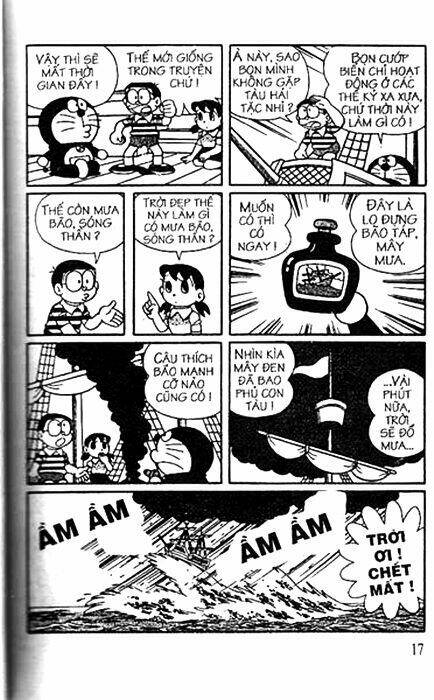 VẬY THÌ SẼ
MẤT THỜI
GIAN ĐẤY !
THẾ MỚI GIỐNG
TRONG TRUYỆN
CHỨ !
À NÀY, SAO
BỌN MÌNH
KHÔNG GẶP
TÀU HẢI
TẶC NHỈ ?
BỌN CƯỚP
BIỂN CHỈ HOẠT
ĐỘNG Ở CÁC
THẾ KỶ XA XƯA,
CHỨ THỜI NÀY
LÀM GÌ CÓ !
THẾ CÒN MƯA
BÃO, SÓNG
THẦN ?
TRỜI ĐẸP THẾ
NÀY LÀM GÌ
CÓ MƯA BÃO,
SÓNG THẦN ?
MUỐN
CÓ THÌ
CÓ
NGAY !
ĐÂY LÀ
LỌ ĐỰNG
BÃO TÁP,
MÂY
MƯA.
CẬU THÍCH
BÃO MẠNH
CỠ NÀO
CŨNG CÓ !
NHÌN KÌA
MÂY ĐEN
ĐÃ BAO
PHỦ CON
TÀU !
...VÀI
PHÚT
NỮA,
TRỜI
SẼ ĐỔ
MƯA...
ẦM ẦM
ẦM ẦM
TRỜI
ƠI !
CHẾT
MẤT !
17